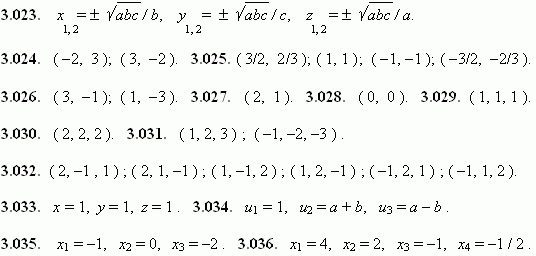 3.023. x₁,₂ = ± √abc / b, y₁,₂ = ± √abc / c, z₁,₂ = ± √abc / a.
3.024. (−2, 3); (3, −2). 3.025. (3/2, 2/3); (1, 1); (−1, −1); (−3/2, −2/3).
3.026. (3, −1); (1, −3). 3.027. (2, 1). 3.028. (0, 0). 3.029. (1, 1, 1).
3.030. (2, 2, 2). 3.031. (1, 2, 3); (−1, −2, −3).
3.032. (2, −1, 1); (2, 1, −1); (1, −1, 2); (1, 2, −1); (−1, 2, 1); (−1, 1, 2).
3.033. x = 1, y = 1, z = 1. 3.034. u₁ = 1, u₂ = a + b, u₃ = a − b.
3.035. x₁ = −1, x₂ = 0, x₃ = −2. 3.036. x₁ = 4, x₂ = 2, x₃ = −1, x₄ = −1/2.